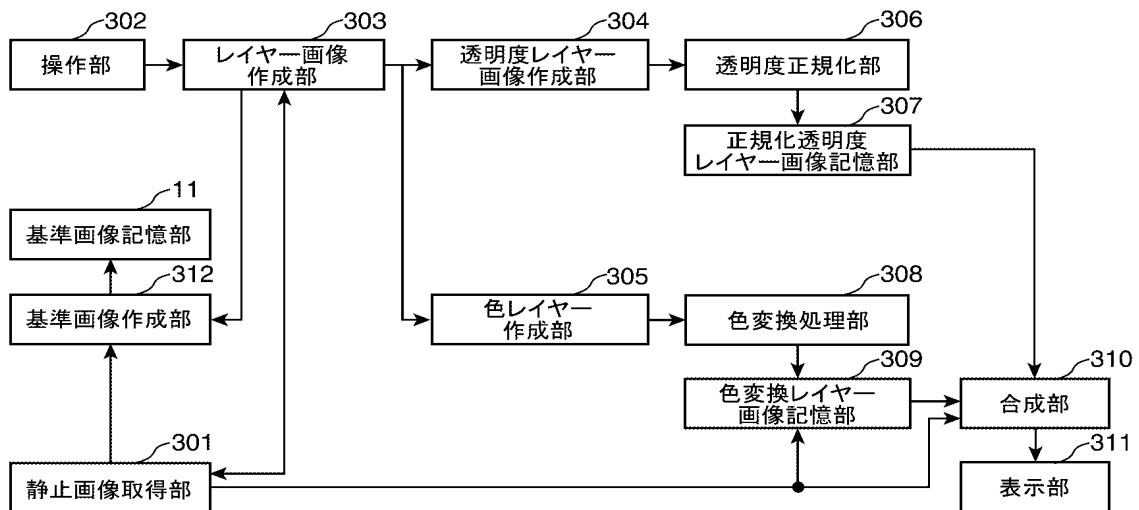 302
操作部
303
レイヤー画像
作成部
304
透明度レイヤー
画像作成部
306
透明度正規化部
307
正規化透明度
レイヤー画像記憶部
11
基準画像記憶部
312
基準画像作成部
305
色レイヤー
作成部
308
色変換処理部
309
色変換レイヤー
画像記憶部
310
合成部
301
静止画像取得部
311
表示部